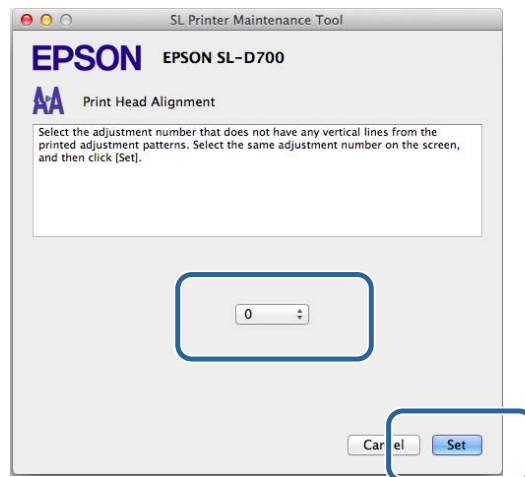 SL Printer Maintenance Tool
EPSON EPSON SL-D700
Print Head Alignment
Select the adjustment number that does not have any vertical lines from the
printed adjustment patterns. Select the same adjustment number on the screen,
and then click [Set].
0
Cancel Set